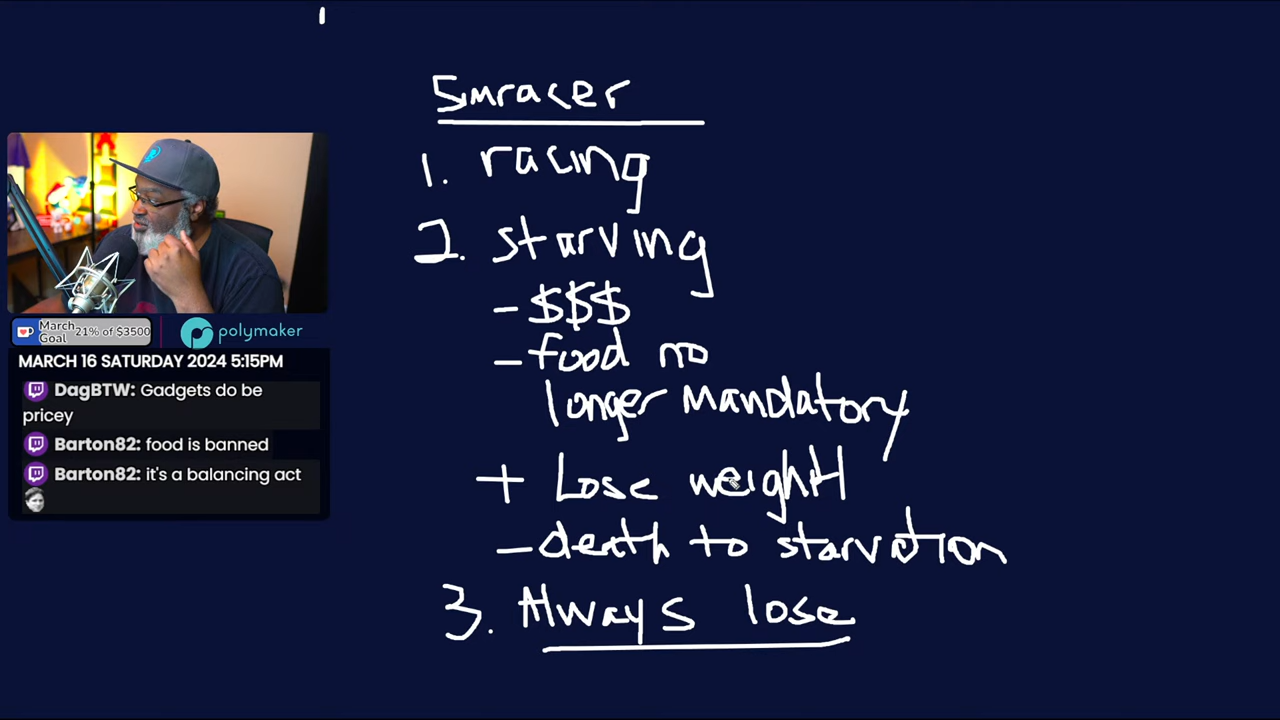 Simracer
1. racing
2. starving
- $$$
- food no
longer mandatory
+ Lose weight
- death to starvation
3. Always lose
March
Goal
21% of $3500
polymaker
MARCH 16 SATURDAY 2024 5:15PM
DagBTW: Gadgets do be
pricey
Barton82: food is banned
Barton82: it's a balancing act